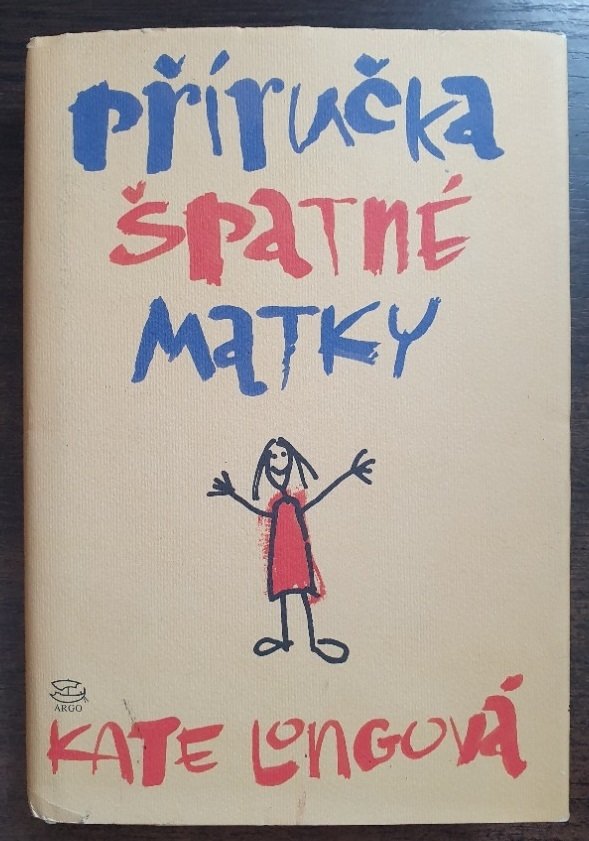 Příručka
špatné
matky
ARGO
Kate Longová